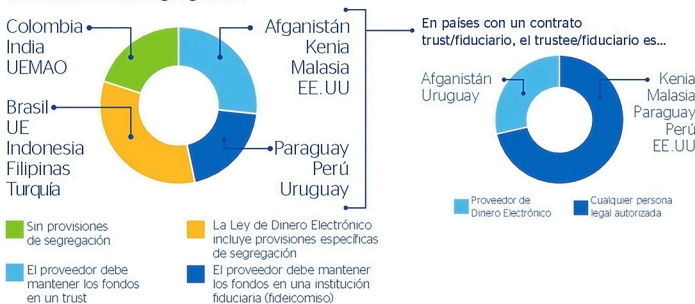 Colombia
India
UEMAO
Brasil
UE
Indonesia
Filipinas
Turquía
Afganistán
Kenia
Malasia
EE.UU
Paraguay
Perú
Uruguay
Sin provisiones
de segregación
La Ley de Dinero Electrónico
incluye provisiones específicas
de segregación
El proveedor debe
mantener los fondos
en un trust
El proveedor debe mantener
los fondos en una institución
fiduciaria (fideicomiso)
En países con un contrato
trust/fiduciario, el trustee/fiduciario es...
Afganistán
Uruguay
Kenia
Malasia
Paraguay
Perú
EE.UU
Proveedor de
Dinero Electrónico
Cualquier persona
legal autorizada